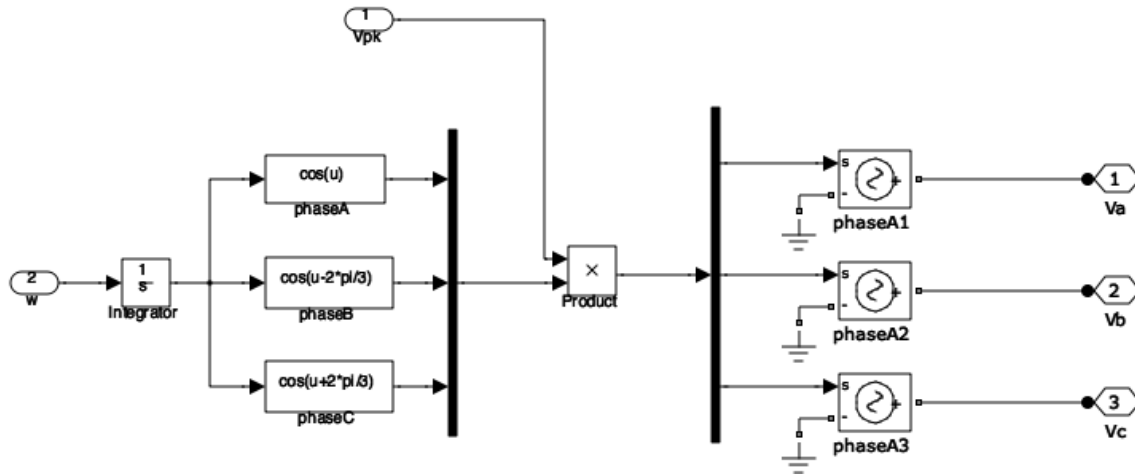 1
Vpk
cos(u)
phaseA
s
+
-
phaseA1
1
Va
2
w
1
s
Integrator
cos(u-2*pi/3)
phaseB
×
Product
s
+
-
phaseA2
2
Vb
cos(u+2*pi/3)
phaseC
s
+
-
phaseA3
3
Vc